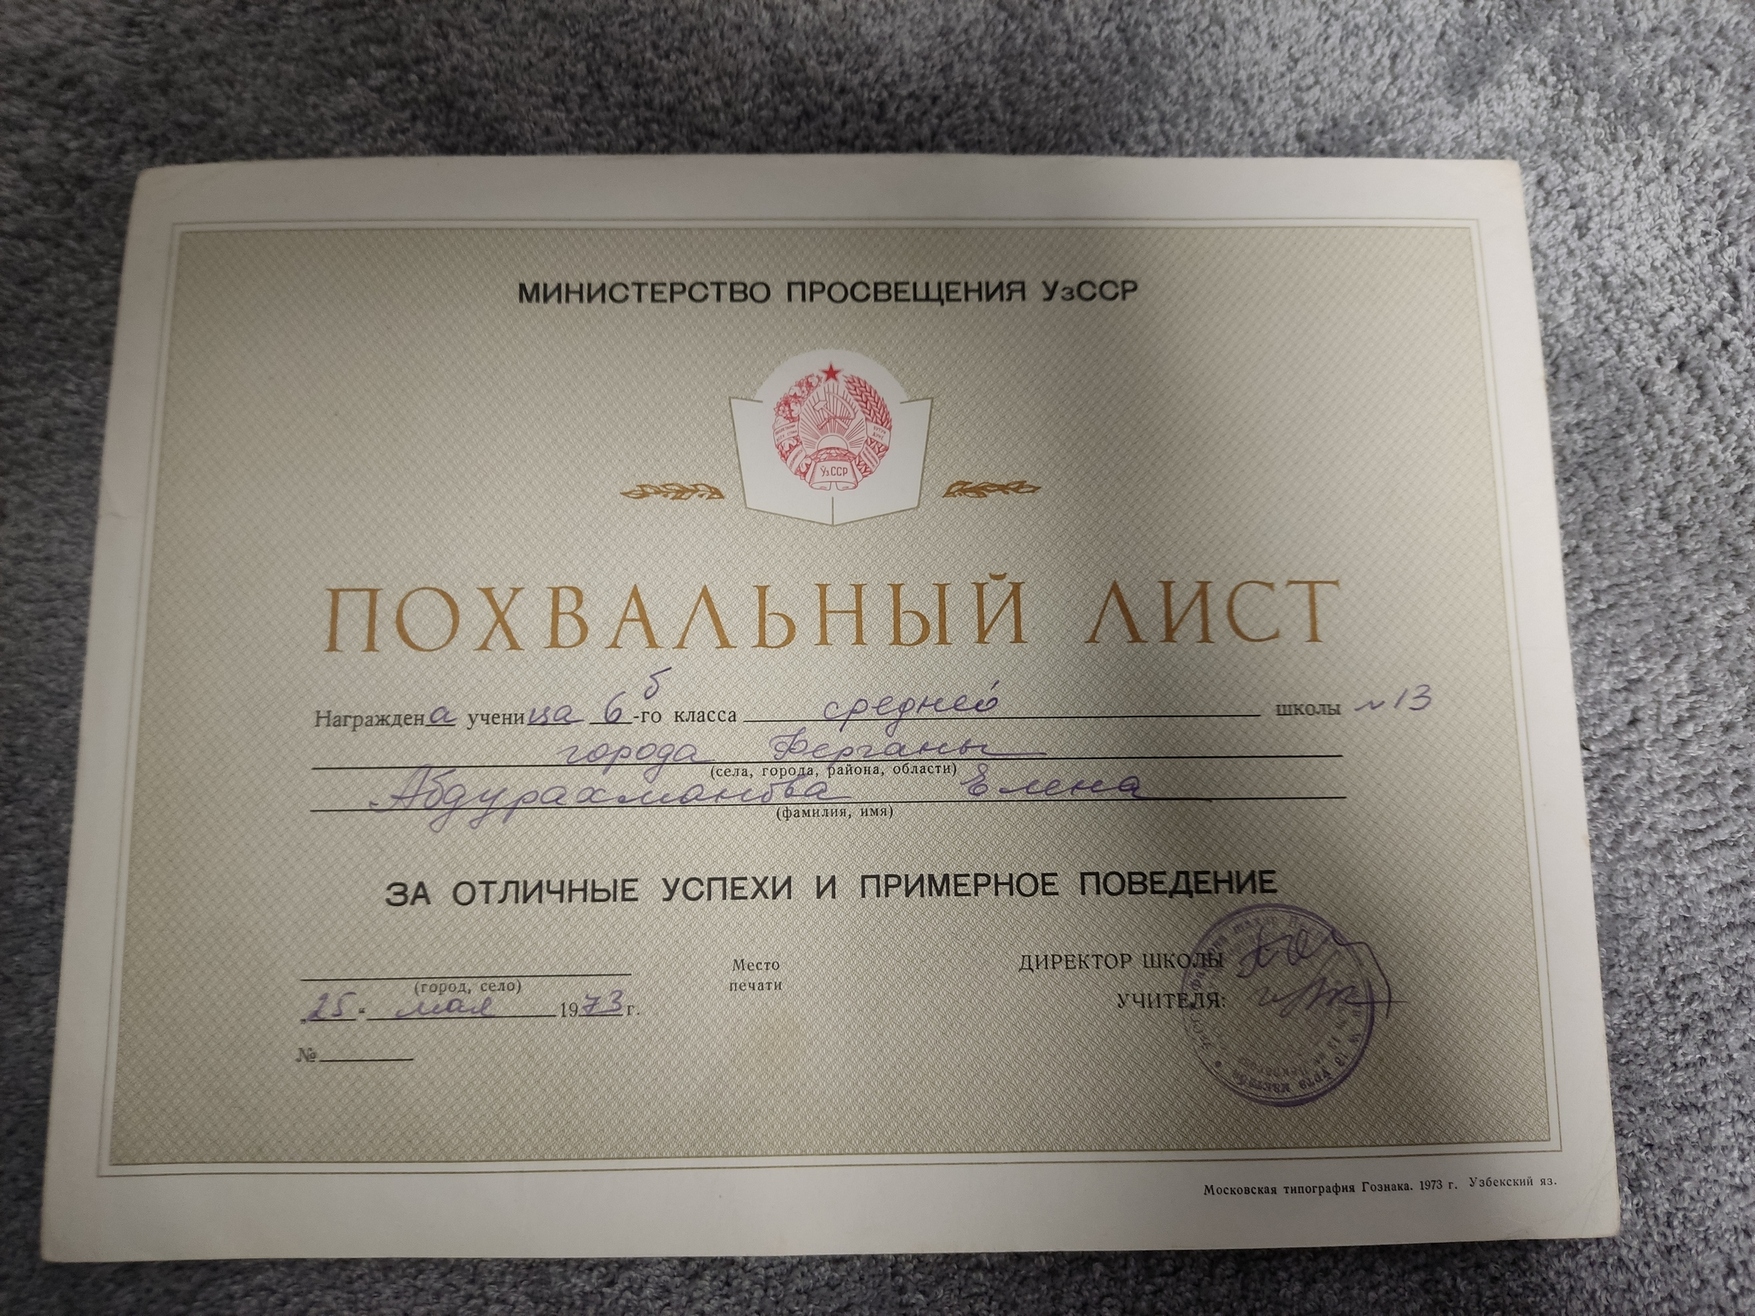 МИНИСТЕРСТВО ПРОСВЕЩЕНИЯ УзССР
УзССР
ПОХВАЛЬНЫЙ ЛИСТ
Награждена ученица 6б-го класса средней школы №13
города Ферганы
(села, города, района, области)
Абдурахманова Елена
(фамилия, имя)
ЗА ОТЛИЧНЫЕ УСПЕХИ И ПРИМЕРНОЕ ПОВЕДЕНИЕ
(город, село)
25 - мая 1973 г.
№
Место
печати
ДИРЕКТОР ШКОЛЫ
УЧИТЕЛЯ:
Московская типография Гознака. 1973 г. Узбекский яз.